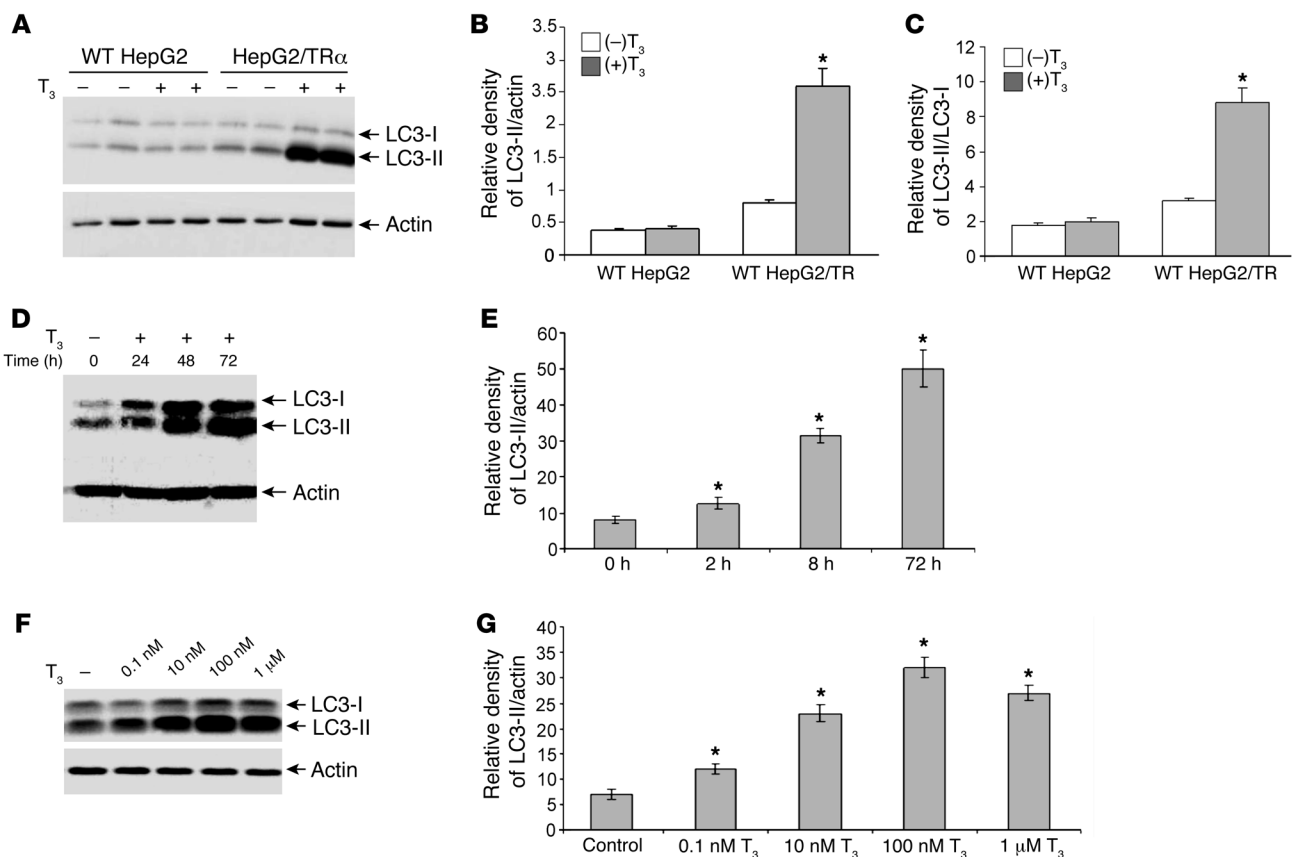 A
WT HepG2 HepG2/TRα
T3 – – + + – – + +
LC3-I
LC3-II
Actin
B
Relative density
of LC3-II/actin
3.5
3
3.5
2
1.5
1
0.5
0
(–)T3
(+)T3
*
WT HepG2 WT HepG2/TR
C
Relative density
of LC3-II/LC3-I
12
10
8
6
4
2
0
(–)T3
(+)T3
*
WT HepG2 WT HepG2/TR
D
T3 – + + +
Time (h) 0 24 48 72
LC3-I
LC3-II
Actin
E
Relative density
of LC3-II/actin
60
50
40
30
20
10
0
* * *
0 h 2 h 8 h 72 h
F
T3 – 0.1 nM 10 nM 100 nM 1 μM
LC3-I
LC3-II
Actin
G
Relative density
of LC3-II/actin
40
35
30
25
20
15
10
5
0
* * * *
Control 0.1 nM T3 10 nM T3 100 nM T3 1 μM T3